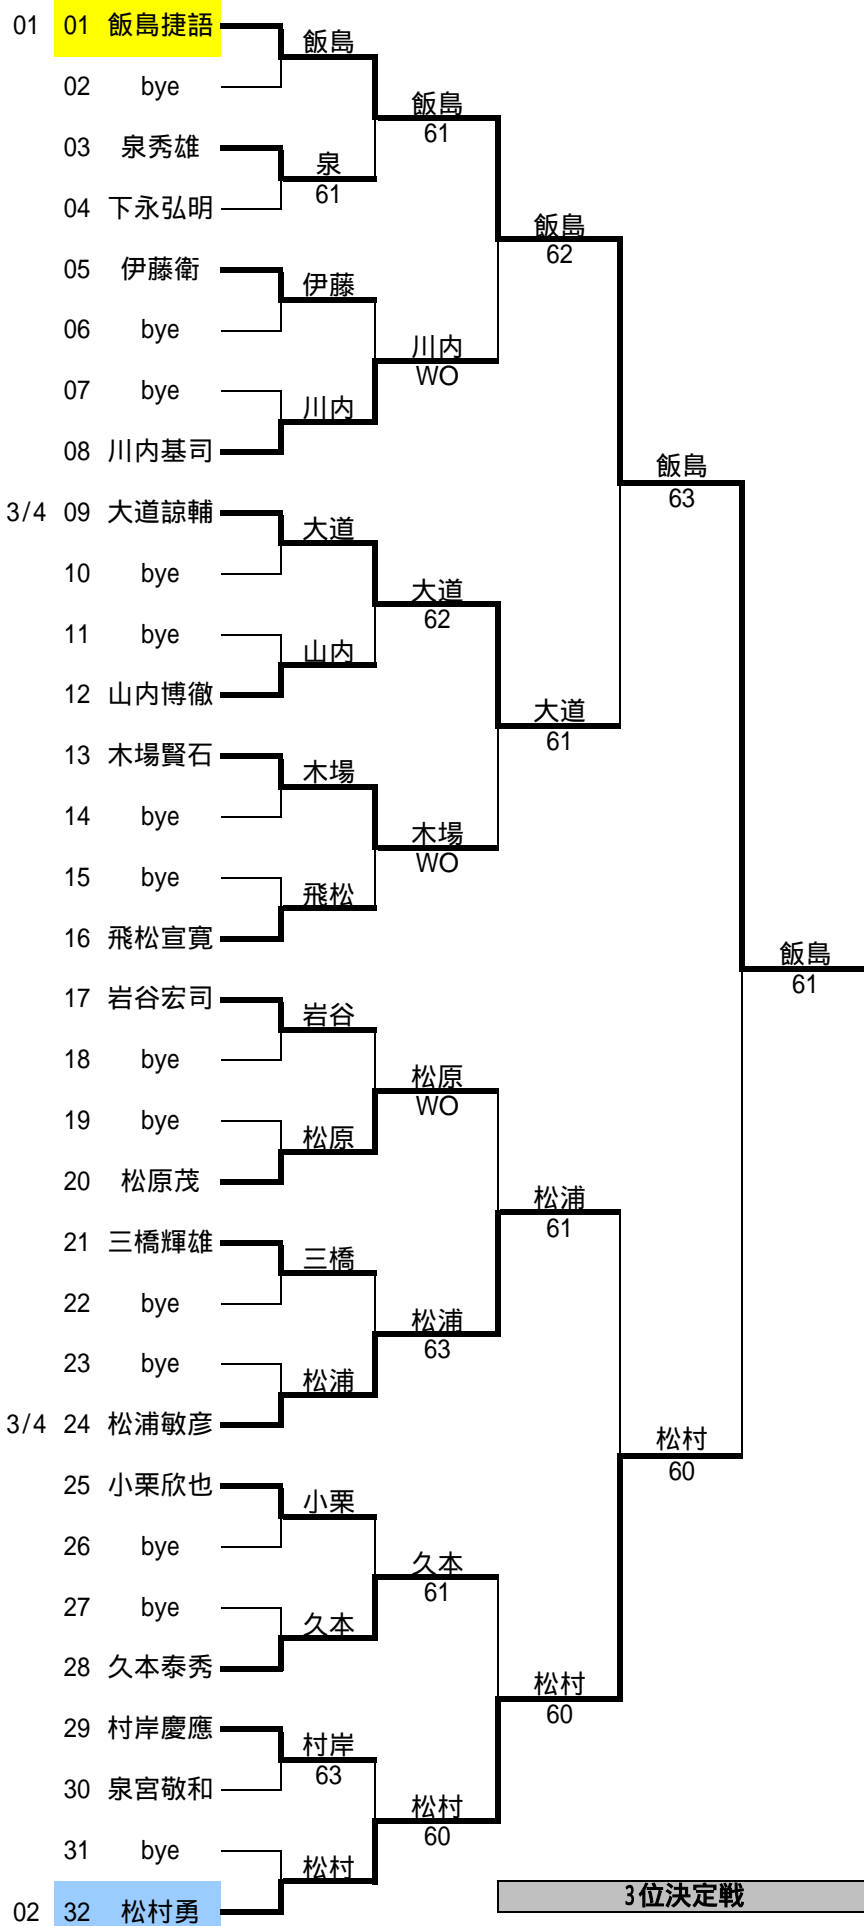 01 01 飯島捷語
飯島
02 bye
飯島
61
03 泉秀雄
泉
61
04 下永弘明
飯島
62
05 伊藤衛
伊藤
06 bye
川内
WO
07 bye
川内
08 川内基司
飯島
63
3/4 09 大道諒輔
大道
10 bye
大道
62
11 bye
山内
12 山内博徹
大道
61
13 木場賢石
木場
14 bye
木場
WO
15 bye
飛松
16 飛松宣寛
飯島
61
17 岩谷宏司
岩谷
18 bye
松原
WO
19 bye
松原
20 松原茂
松浦
61
21 三橋輝雄
三橋
22 bye
松浦
63
23 bye
松浦
3/4 24 松浦敏彦
松村
60
25 小栗欣也
小栗
26 bye
久本
61
27 bye
久本
28 久本泰秀
松村
60
29 村岸慶應
村岸
63
30 泉宮敬和
松村
60
31 bye
松村
02 32 松村勇
3位決定戦